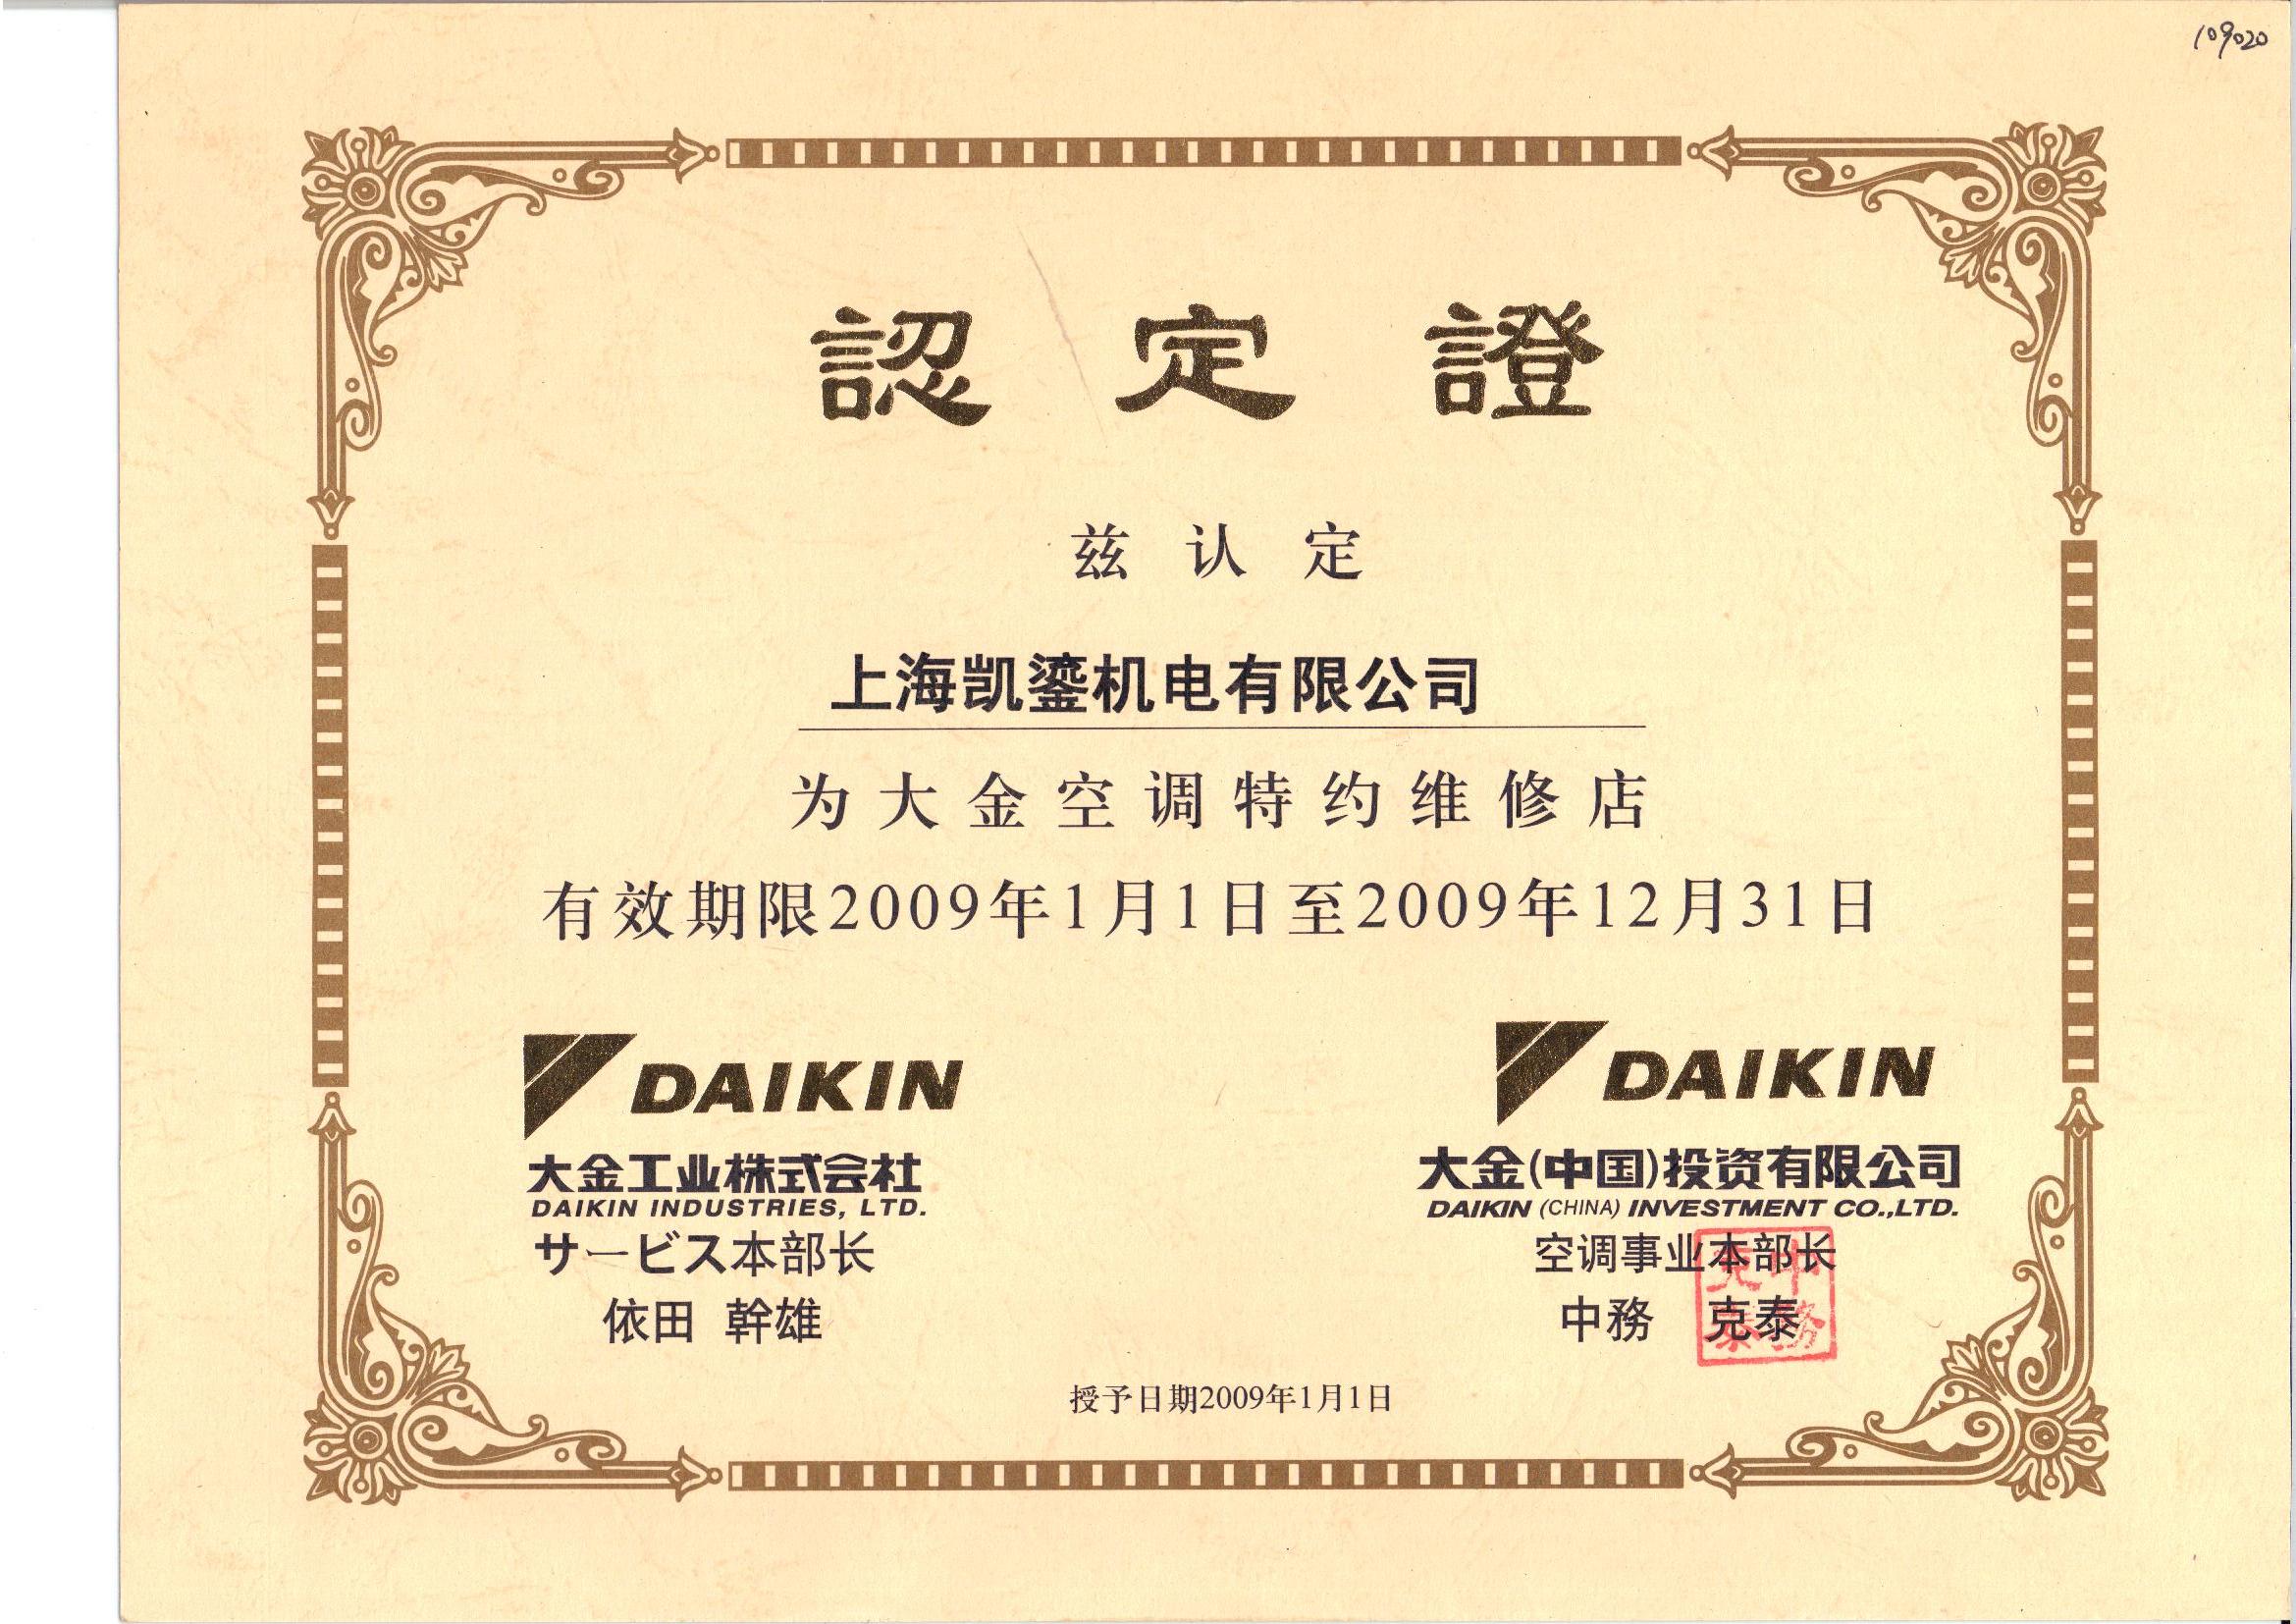 109020
認定證
兹认定
上海凯鎏机电有限公司
为大金空调特约维修店
有效期限2009年1月1日至2009年12月31日
DAIKIN
大金工业株式会社
DAIKIN INDUSTRIES, LTD.
サービス本部长
依田 幹雄
DAIKIN
大金(中国)投资有限公司
DAIKIN (CHINA) INVESTMENT CO.,LTD.
空调事业本部长
中務 克泰
授予日期2009年1月1日